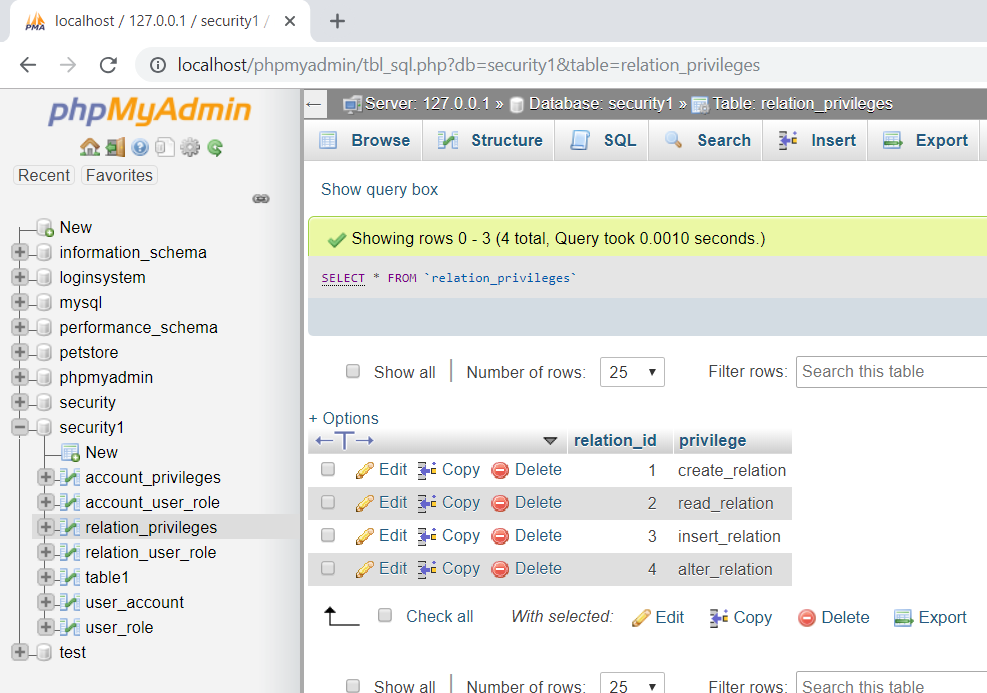 localhost / 127.0.0.1 / security1 /
localhost/phpmyadmin/tbl_sql.php?db=security1&table=relation_privileges
phpMyAdmin
Recent Favorites
New
information_schema
loginsystem
mysql
performance_schema
petstore
phpmyadmin
security
security1
New
account_privileges
account_user_role
relation_privileges
relation_user_role
table1
user_account
user_role
test
Server: 127.0.0.1 » Database: security1 » Table: relation_privileges
Browse Structure SQL Search Insert Export
Show query box
Showing rows 0 - 3 (4 total, Query took 0.0010 seconds.)
SELECT * FROM `relation_privileges`
Show all Number of rows: 25 Filter rows: Search this table
+ Options
relation_id privilege
Edit Copy Delete 1 create_relation
Edit Copy Delete 2 read_relation
Edit Copy Delete 3 insert_relation
Edit Copy Delete 4 alter_relation
Check all With selected: Edit Copy Delete Export
Show all Number of rows: 25 Filter rows: Search this table